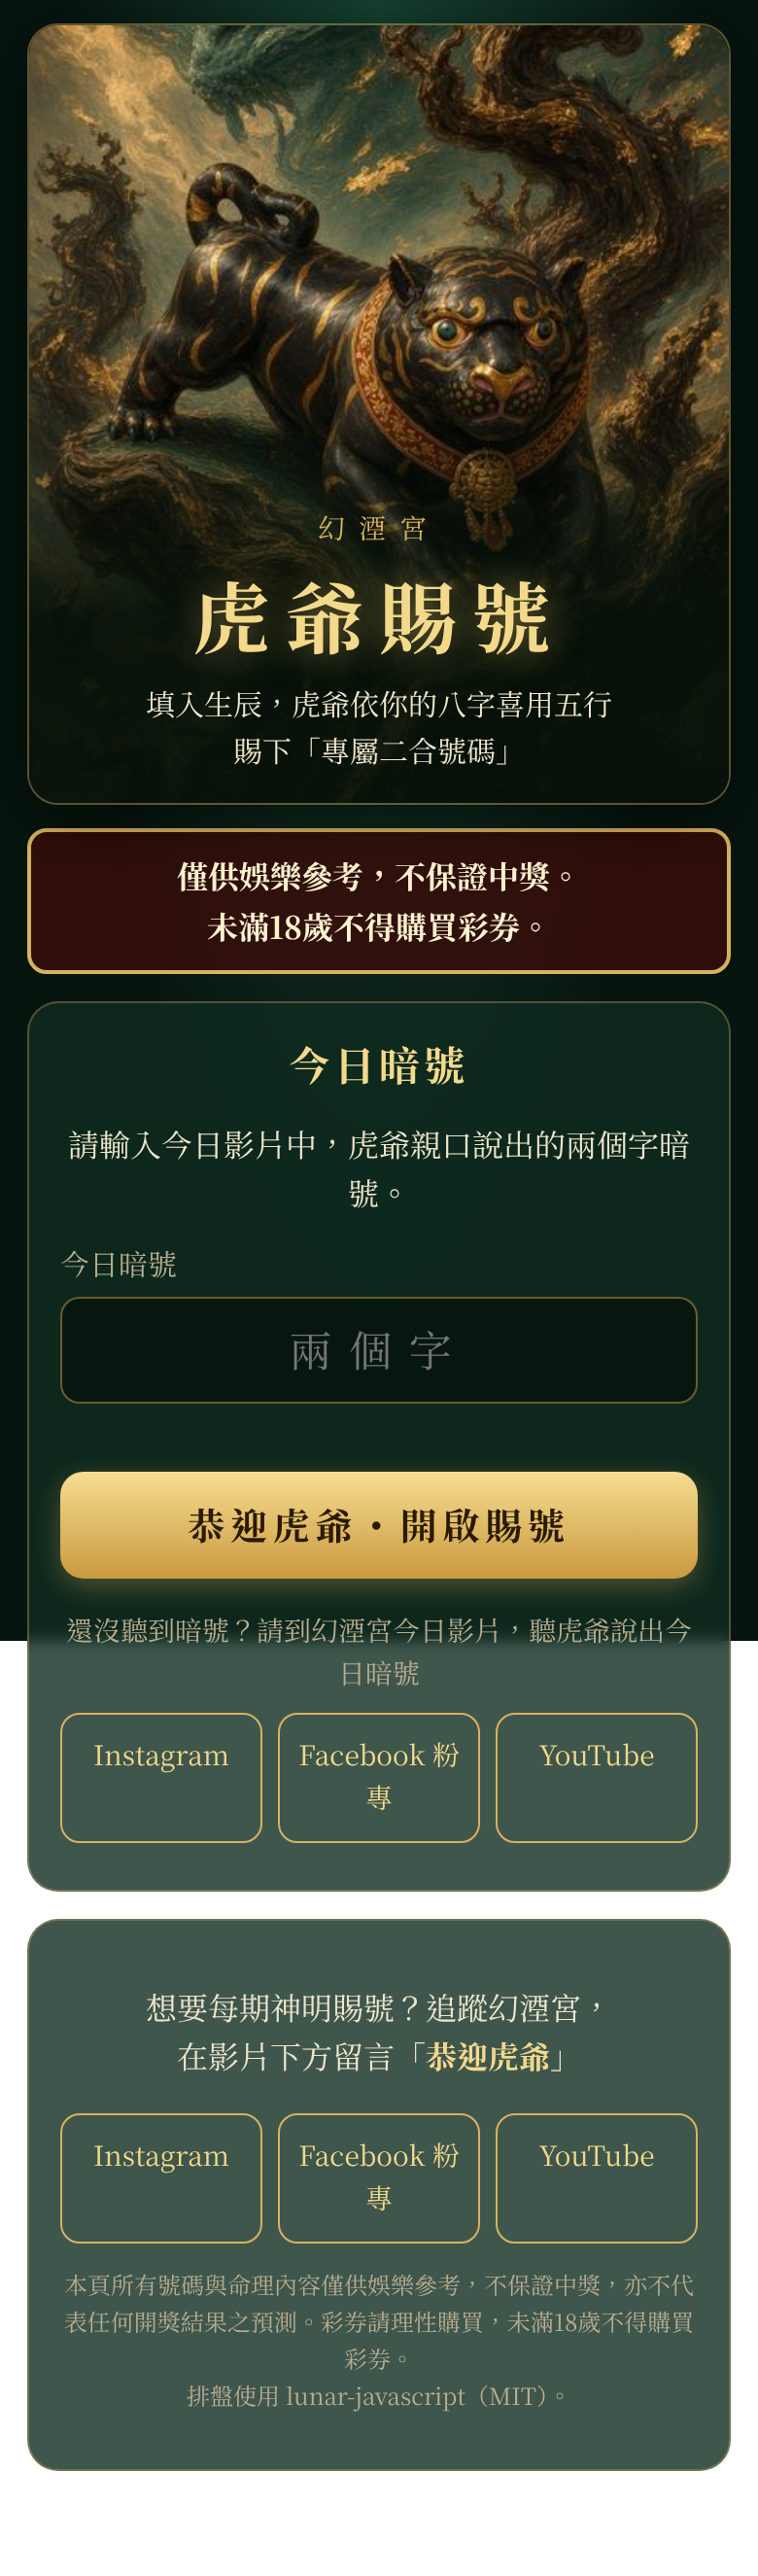 幻湮宮
虎爺賜號
填入生辰，虎爺依你的八字喜用五行
賜下「專屬二合號碼」
僅供娛樂參考，不保證中獎。
未滿18歲不得購買彩券。
今日暗號
請輸入今日影片中，虎爺親口說出的兩個字暗
號。
今日暗號
兩個字
恭迎虎爺・開啟賜號
還沒聽到暗號？請到幻湮宮今日影片，聽虎爺說出今
日暗號
Instagram
Facebook 粉
專
YouTube
想要每期神明賜號？追蹤幻湮宮，
在影片下方留言「恭迎虎爺」
Instagram
Facebook 粉
專
YouTube
本頁所有號碼與命理內容僅供娛樂參考，不保證中獎，亦不代
表任何開獎結果之預測。彩券請理性購買，未滿18歲不得購買
彩券。
排盤使用 lunar-javascript（MIT）。